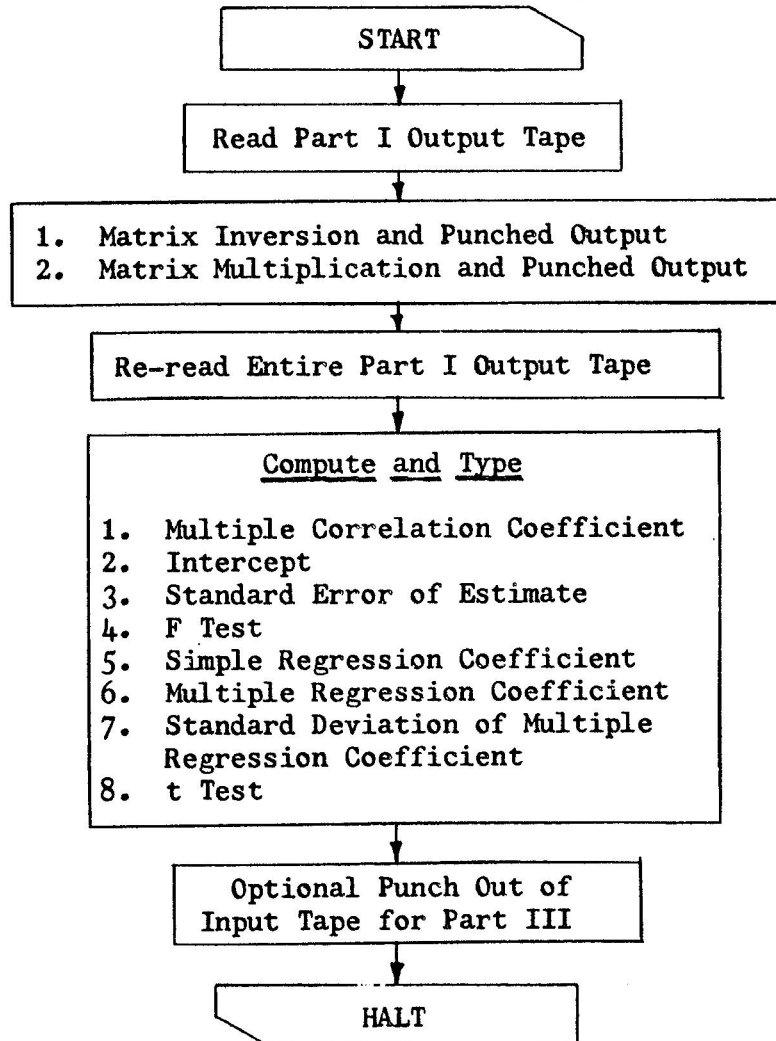 START
Read Part I Output Tape
1. Matrix Inversion and Punched Output
2. Matrix Multiplication and Punched Output
Re-read Entire Part I Output Tape
Compute and Type
1. Multiple Correlation Coefficient
2. Intercept
3. Standard Error of Estimate
4. F Test
5. Simple Regression Coefficient
6. Multiple Regression Coefficient
7. Standard Deviation of Multiple
Regression Coefficient
8. t Test
Optional Punch Out of
Input Tape for Part III
HALT